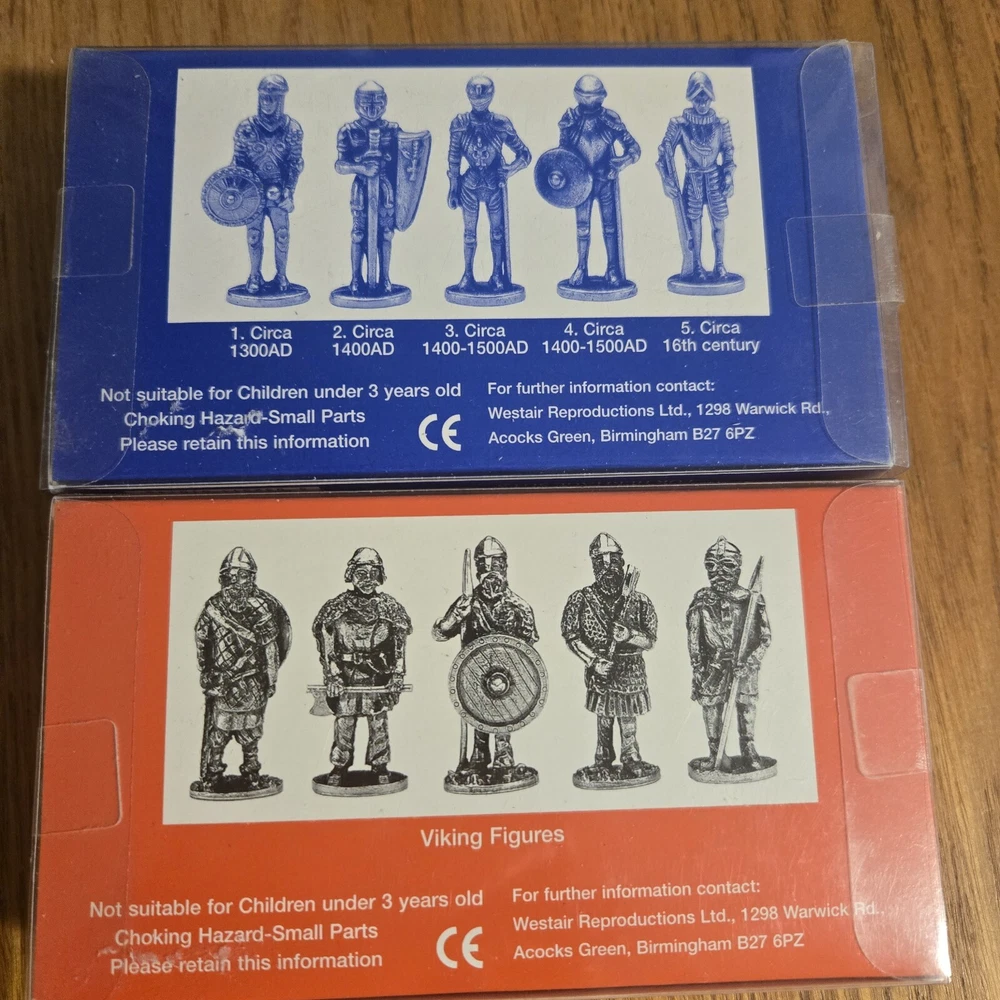 1. Circa
1300AD
2. Circa
1400AD
3. Circa
1400-1500AD
4. Circa
1400-1500AD
5. Circa
16th century
Not suitable for Children under 3 years old
Choking Hazard-Small Parts
Please retain this information
CE
For further information contact:
Westair Reproductions Ltd., 1298 Warwick Rd.,
Acocks Green, Birmingham B27 6PZ
Viking Figures
Not suitable for Children under 3 years old
Choking Hazard-Small Parts
Please retain this information
CE
For further information contact:
Westair Reproductions Ltd., 1298 Warwick Rd.,
Acocks Green, Birmingham B27 6PZ